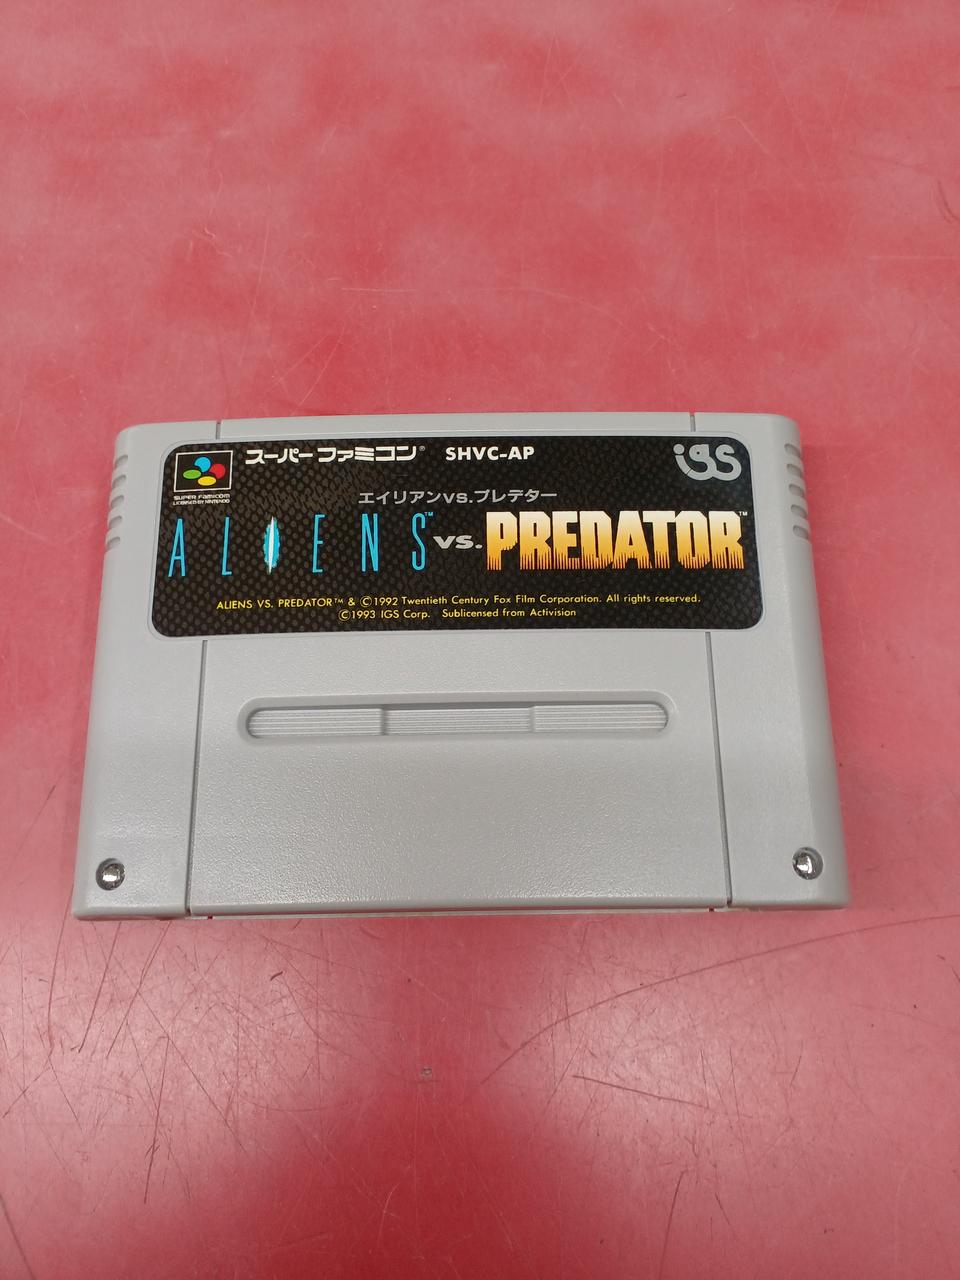 スーパーファミコン® SHVC-AP
igs
SUPER FAMICOM
LICENSED BY NINTENDO
エイリアンvs.プレデター
ALIENS™ vs. PREDATOR™
ALIENS VS. PREDATOR™ & ©1992 Twentieth Century Fox Film Corporation. All rights reserved.
©1993 IGS Corp. Sublicensed from Activision